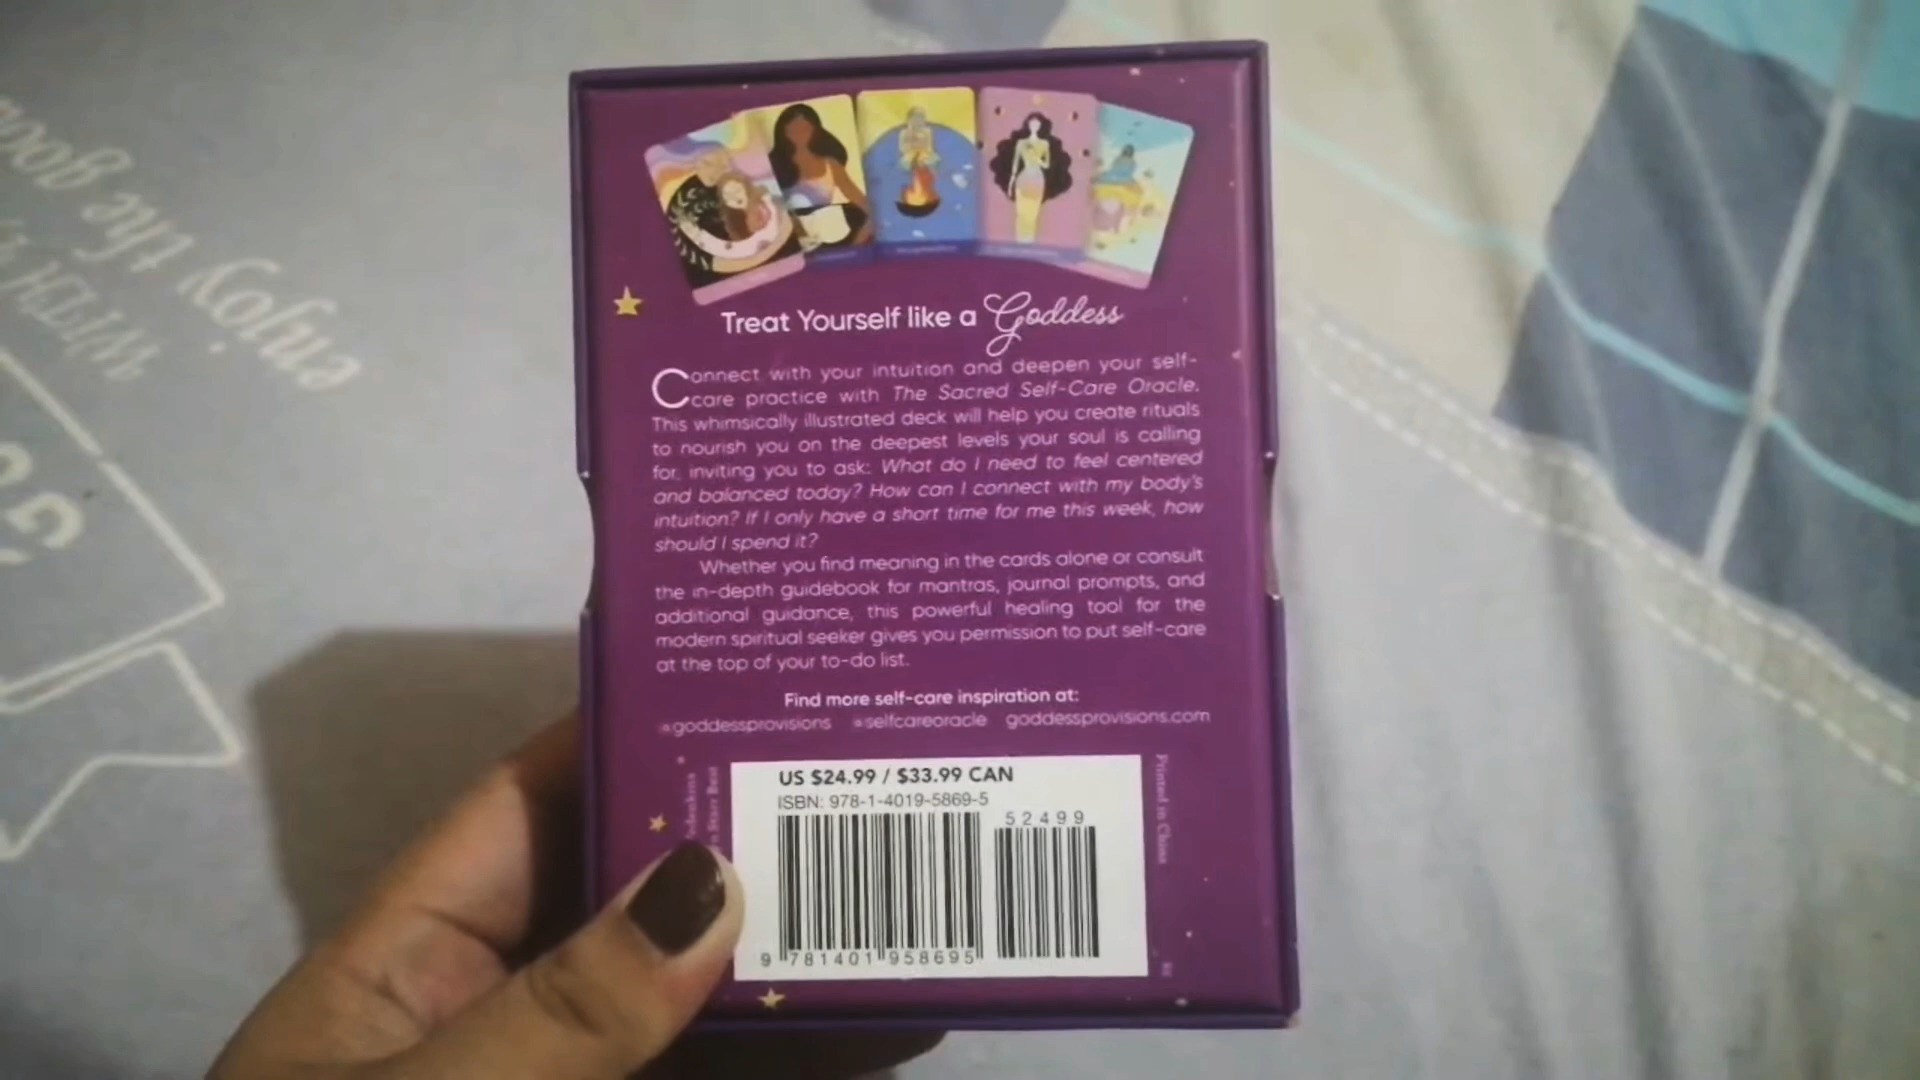 Treat Yourself like a Goddess
Connect with your intuition and deepen your self-
care practice with The Sacred Self-Care Oracle.
This whimsically illustrated deck will help you create rituals
to nourish you on the deepest levels your soul is calling
for, inviting you to ask: What do I need to feel centered
and balanced today? How can I connect with my body's
intuition? If I only have a short time for me this week, how
should I spend it?
Whether you find meaning in the cards alone or consult
the in-depth guidebook for mantras, journal prompts, and
additional guidance, this powerful healing tool for the
modern spiritual seeker gives you permission to put self-care
at the top of your to-do list.
Find more self-care inspiration at:
@goddessprovisions @selfcareoracle goddessprovisions.com
US $24.99 / $33.99 CAN
ISBN: 978-1-4019-5869-5
52499
9 781401 958695
Printed in China
enjoy the goo
WITH